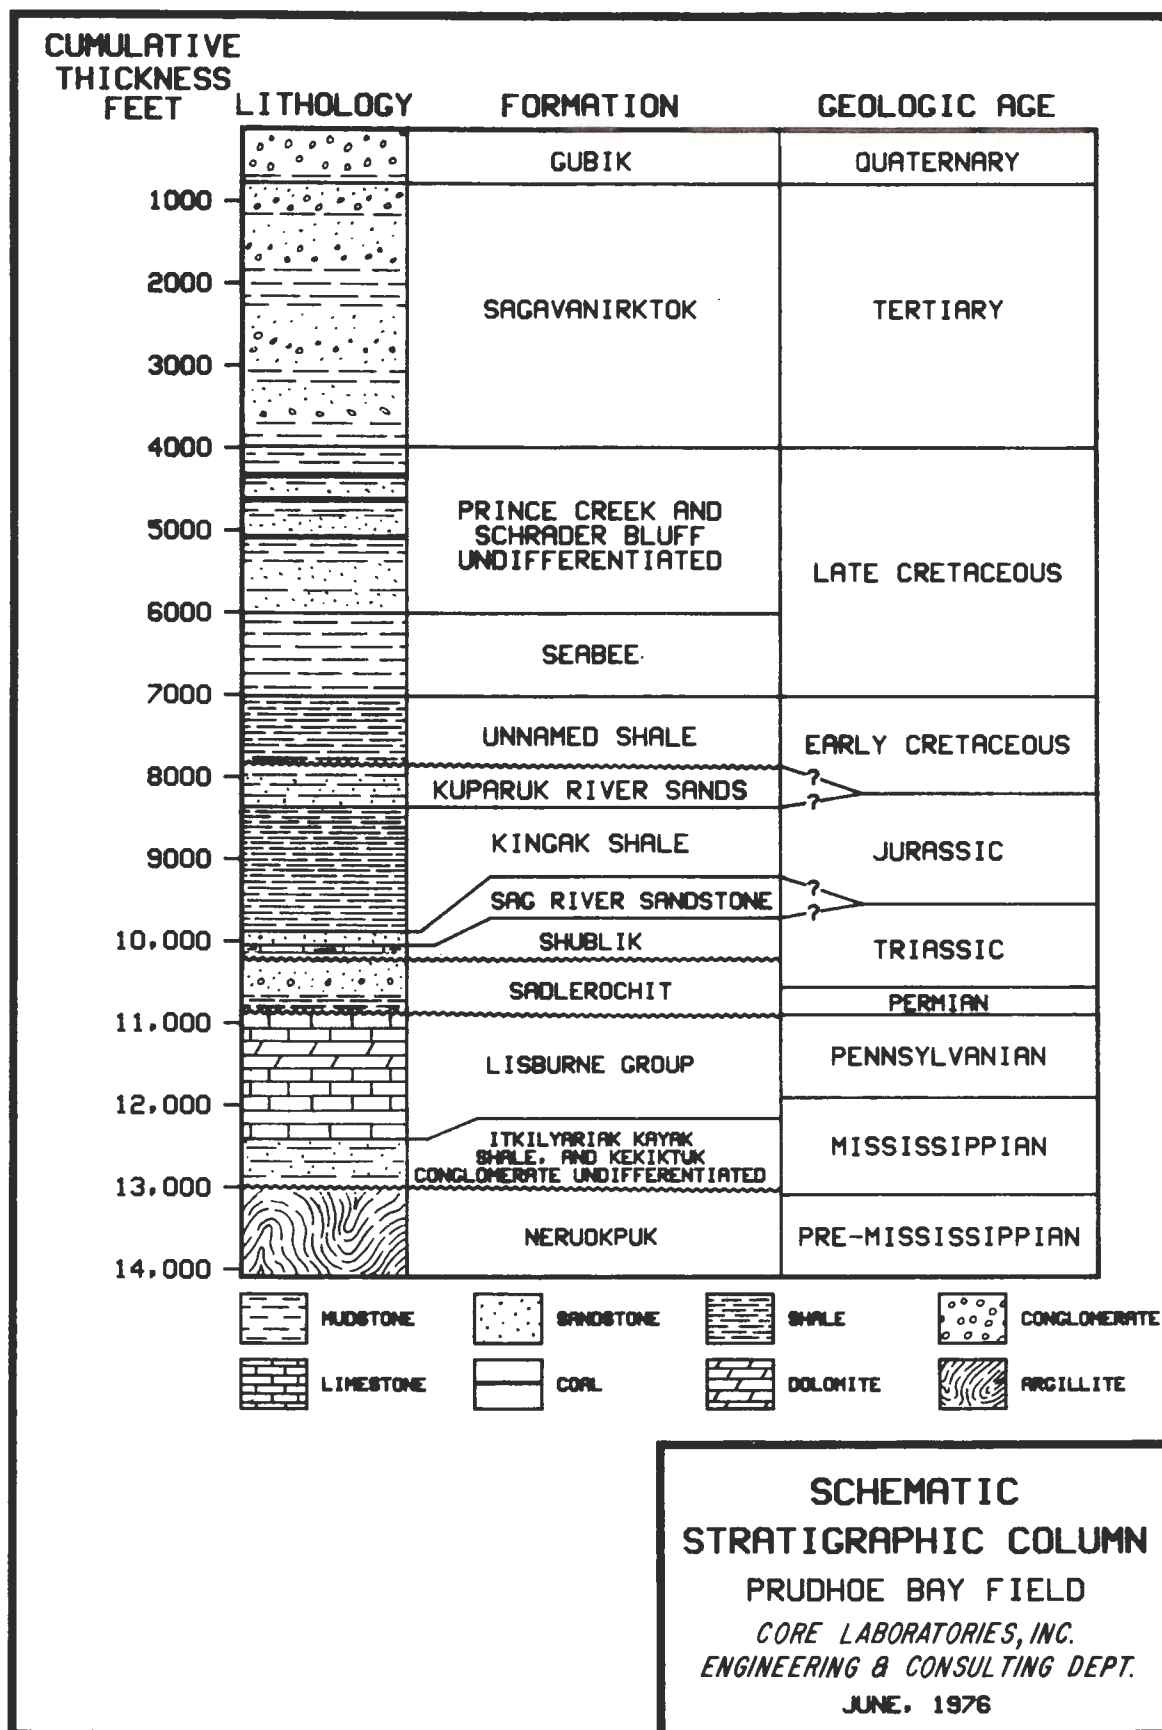 CUMULATIVE
THICKNESS
FEET
LITHOLOGY
FORMATION
GEOLOGIC AGE
GUBIK
QUATERNARY
1000
2000
SAGAVANIRKTOK
TERTIARY
3000
4000
PRINCE CREEK AND
SCHRADER BLUFF
UNDIFFERENTIATED
5000
LATE CRETACEOUS
6000
SEABEE
7000
UNNAMED SHALE
EARLY CRETACEOUS
8000
?
KUPARUK RIVER SANDS
?
KINGAK SHALE
JURASSIC
9000
?
SAG RIVER SANDSTONE
?
10,000
SHUBLIK
TRIASSIC
SADLEROCHIT
PERMIAN
11,000
LISBURNE GROUP
PENNSYLVANIAN
12,000
ITKILYARIAK KAYAK
SHALE, AND KEKIKTUK
CONGLOMERATE UNDIFFERENTIATED
MISSISSIPPIAN
13,000
NERUOKPUK
PRE-MISSISSIPPIAN
14,000
MUDSTONE
SANDSTONE
SHALE
CONGLOMERATE
LIMESTONE
COAL
DOLOMITE
ARGILLITE
SCHEMATIC
STRATIGRAPHIC COLUMN
PRUDHOE BAY FIELD
CORE LABORATORIES, INC.
ENGINEERING & CONSULTING DEPT.
JUNE, 1976